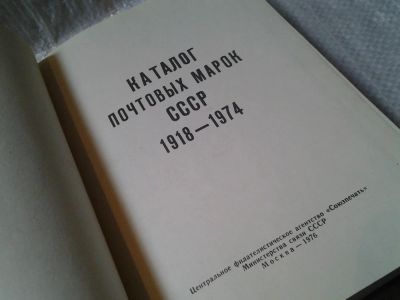 КАТАЛОГ
ПОЧТОВЫХ МАРОК
СССР
1918—1974
Центральное филателистическое агентство «Союзпечать»
Министерства связи СССР
Москва—1976